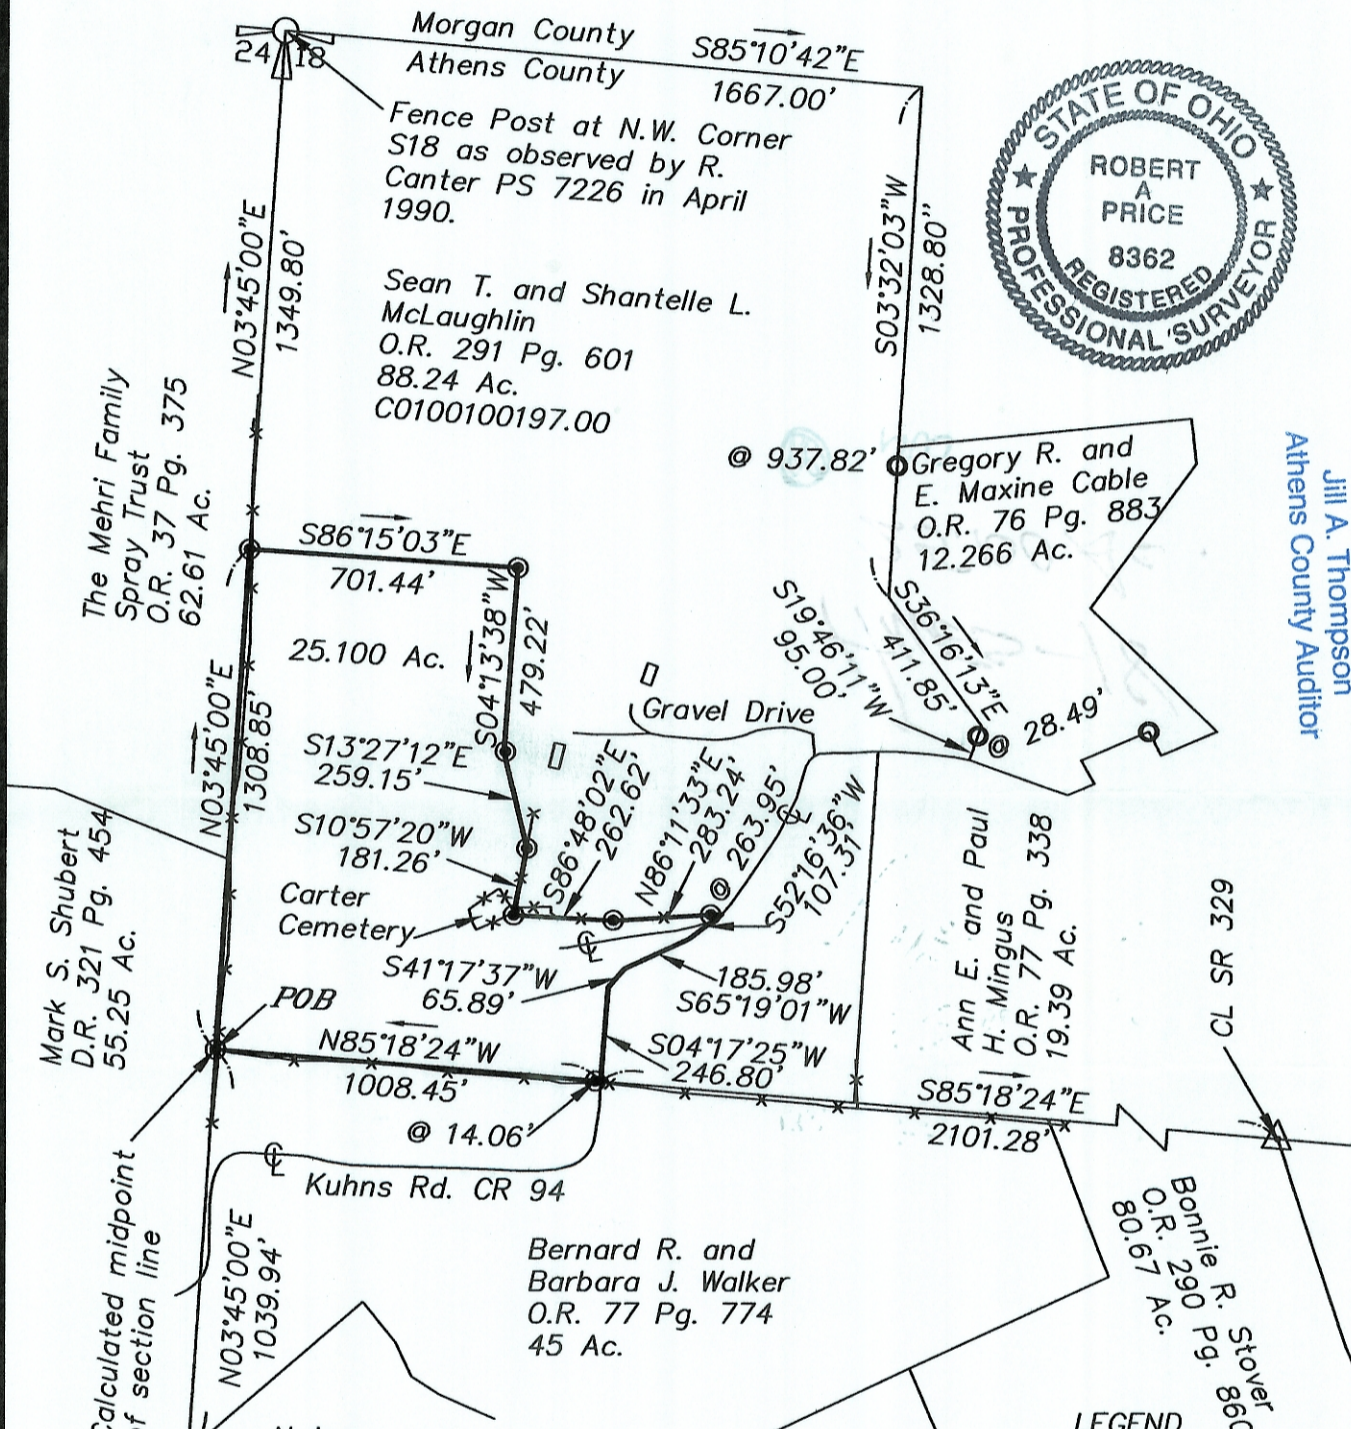 Morgan County
Athens County
S85°10'42"E
1667.00'
24
18
Fence Post at N.W. Corner
S18 as observed by R.
Canter PS 7226 in April
1990.
STATE OF OHIO
ROBERT
A
PRICE
8362
REGISTERED
PROFESSIONAL SURVEYOR
N03°45'00"E
1349.80'
S03°32'03"W
1328.80"
Sean T. and Shantelle L.
McLaughlin
O.R. 291 Pg. 601
88.24 Ac.
C0100100197.00
The Mehri Family
Spray Trust
O.R. 37 Pg. 375
62.61 Ac.
@ 937.82'
Gregory R. and
E. Maxine Cable
O.R. 76 Pg. 883
12.266 Ac.
Jill A. Thompson
Athens County Auditor
S86°15'03"E
701.44'
25.100 Ac.
S04°13'38"W
479.22'
S19°46'11"W
95.00'
S36°16'13"E
411.85'
@ 28.49'
Gravel Drive
N03°45'00"E
1308.85'
S13°27'12"E
259.15'
S10°57'20"W
181.26'
S86°48'02"E
262.62'
N86°11'33"E
283.24'
@ 263.95'
S52°16'36"W
107.31'
Carter
Cemetery
Mark S. Shubert
D.R. 321 Pg. 454
55.25 Ac.
Ann E. and Paul
H. Mingus
O.R. 77 Pg. 338
19.39 Ac.
CL SR 329
S41°17'37"W
65.89'
185.98'
S65°19'01"W
POB
N85°18'24"W
1008.45'
S04°17'25"W
246.80'
S85°18'24"E
2101.28'
@ 14.06'
Kuhns Rd. CR 94
Calculated midpoint
of section line
N03°45'00"E
1039.94'
Bernard R. and
Barbara J. Walker
O.R. 77 Pg. 774
45 Ac.
Bonnie R. Stover
O.R. 290 Pg. 860
80.67 Ac.
LEGEND